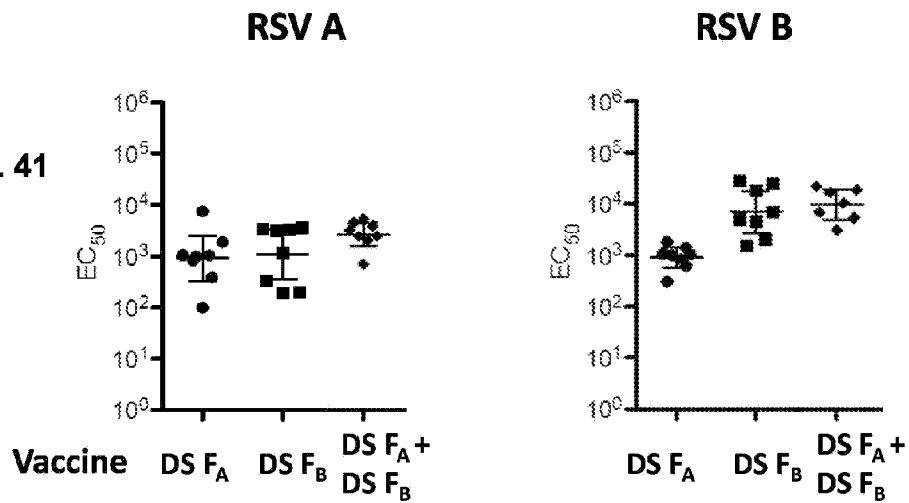 RSV A
RSV B
. 41
EC₅₀
10⁶
10⁵
10⁴
10³
10²
10¹
10⁰
EC₅₀
10⁶
10⁵
10⁴
10³
10²
10¹
10⁰
Vaccine
DS F_A
DS F_B
DS F_A +
DS F_B
DS F_A
DS F_B
DS F_A +
DS F_B